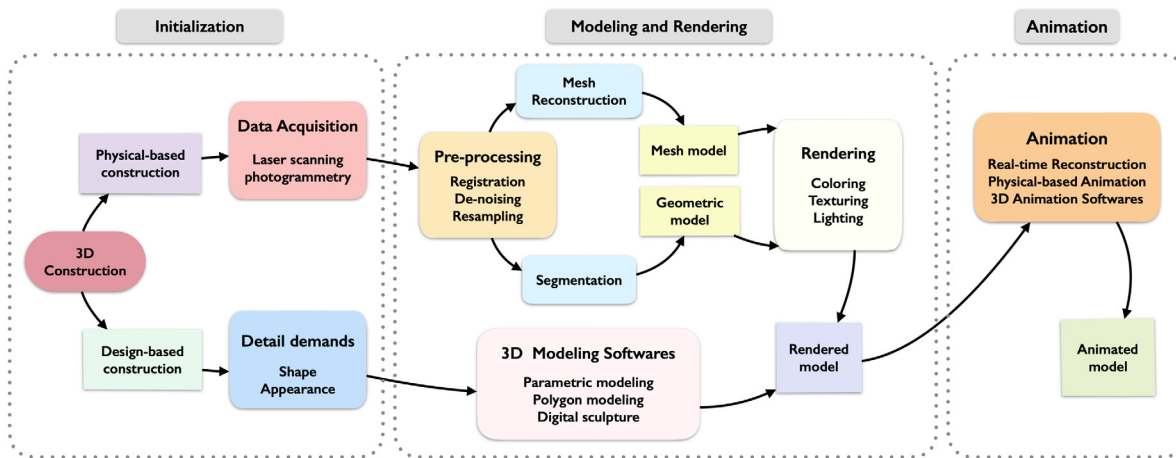 Initialization
Modeling and Rendering
Animation
3D
Construction
Physical-based
construction
Data Acquisition
Laser scanning
photogrammetry
Design-based
construction
Detail demands
Shape
Appearance
Pre-processing
Registration
De-noising
Resampling
Mesh
Reconstruction
Segmentation
Mesh model
Geometric
model
Rendering
Coloring
Texturing
Lighting
3D Modeling Softwares
Parametric modeling
Polygon modeling
Digital sculpture
Rendered
model
Animation
Real-time Reconstruction
Physical-based Animation
3D Animation Softwares
Animated
model